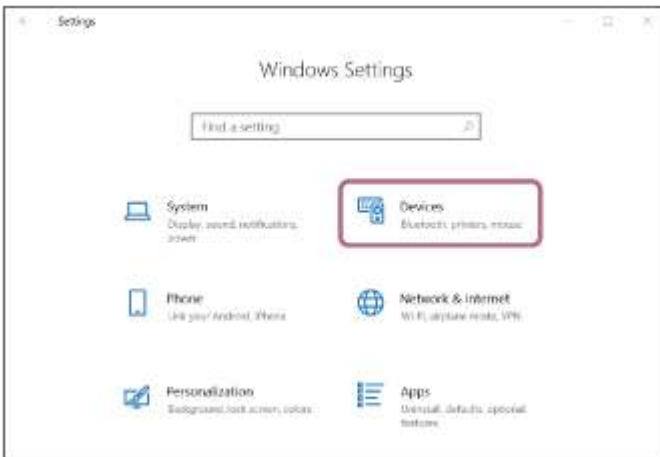 Settings
Windows Settings
Find a setting
System
Display, sound, notifications,
power
Devices
Bluetooth, printers, mouse
Phone
Link your Android, iPhone
Network & Internet
Wi-Fi, airplane mode, VPN
Personalization
Background, lock screen, colors
Apps
Uninstall, defaults, optional
features